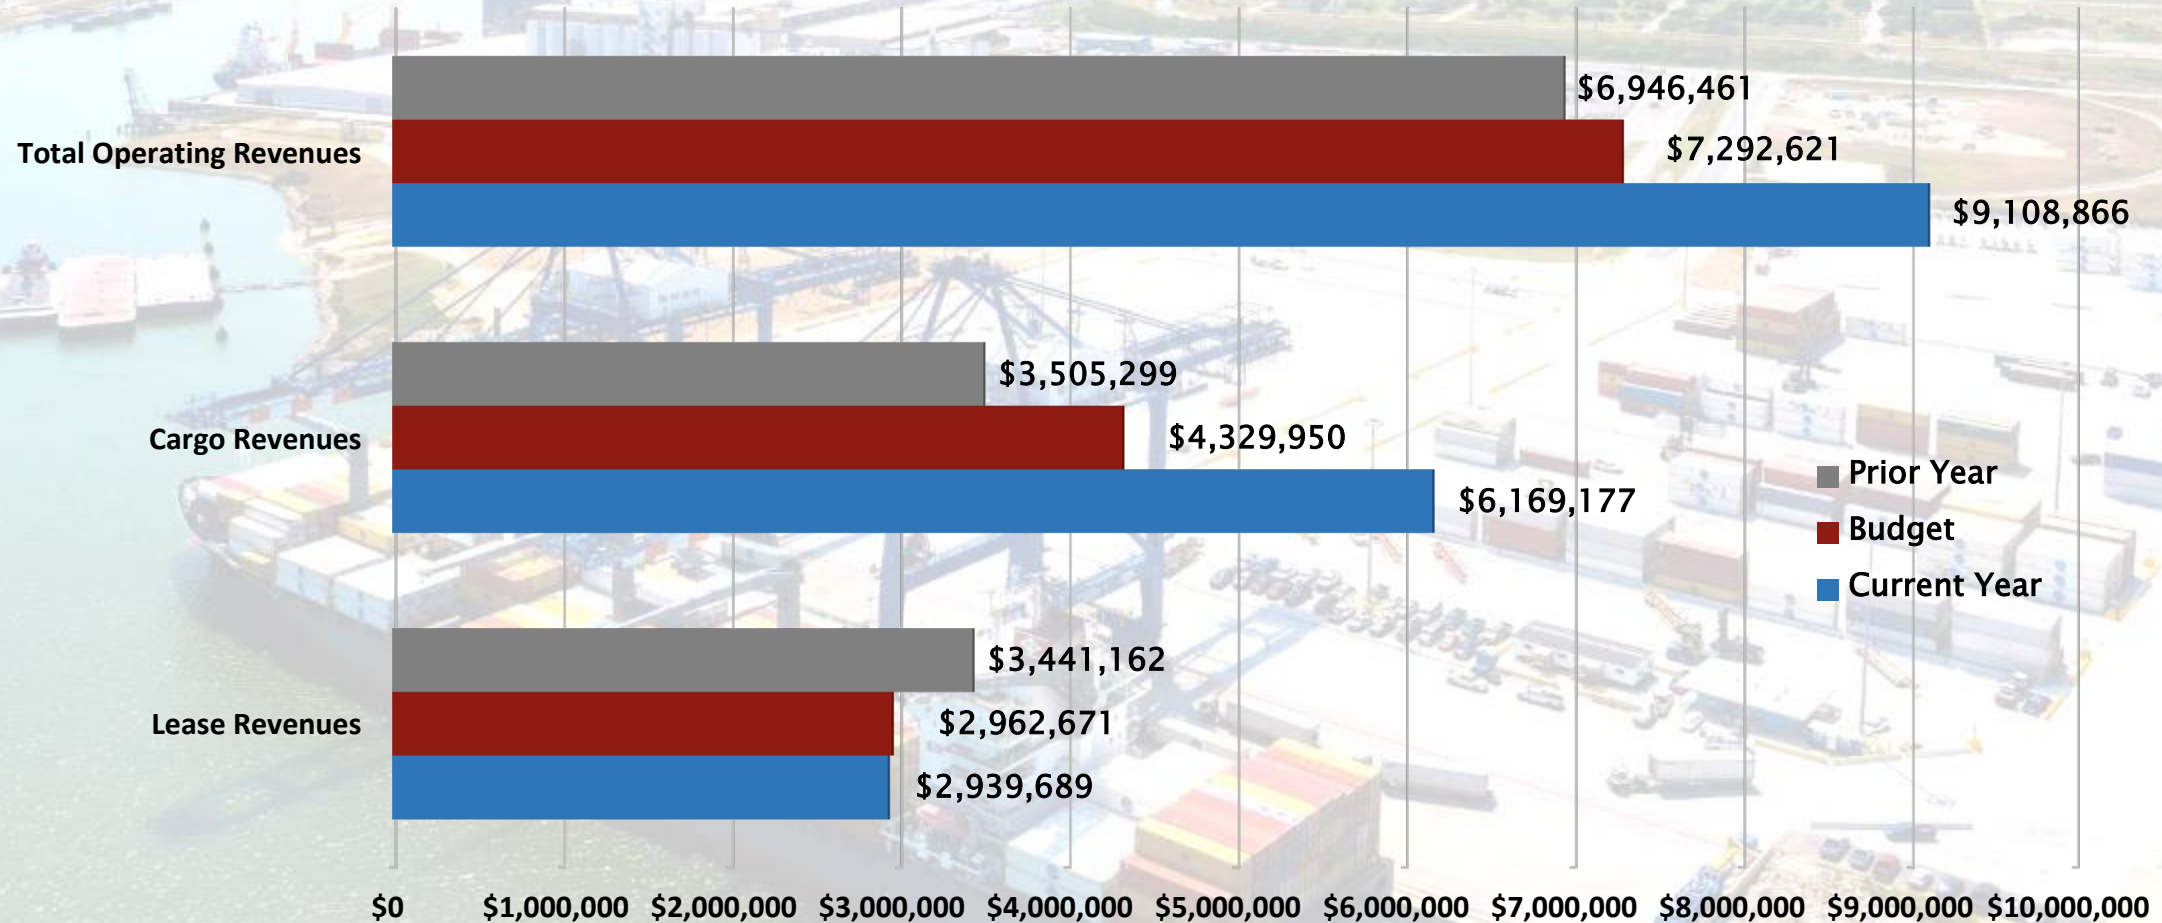 $6,946,461
Total Operating Revenues
$7,292,621
$9,108,866
$3,505,299
Cargo Revenues
$4,329,950
$6,169,177
Prior Year
Budget
Current Year
$3,441,162
Lease Revenues
$2,962,671
$2,939,689
$0 $1,000,000 $2,000,000 $3,000,000 $4,000,000 $5,000,000 $6,000,000 $7,000,000 $8,000,000 $9,000,000 $10,000,000